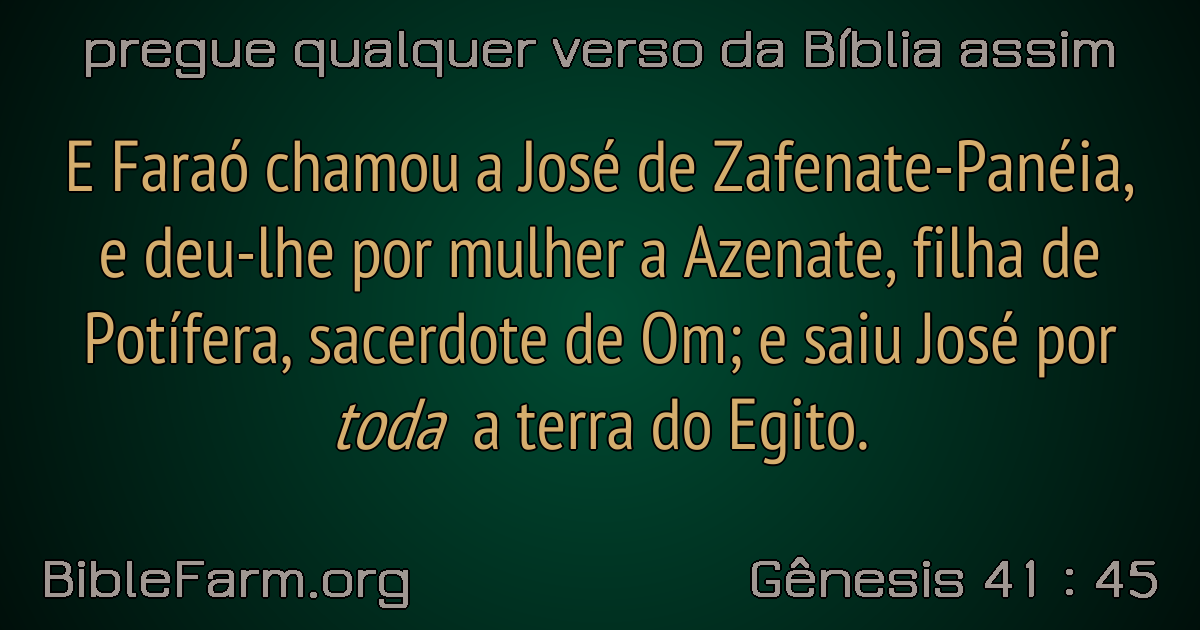 pregue qualquer verso da Bíblia assim
E Faraó chamou a José de Zafenate-Panéia,
e deu-lhe por mulher a Azenate, filha de
Potífera, sacerdote de Om; e saiu José por
toda a terra do Egito.
BibleFarm.org
Gênesis 41 : 45